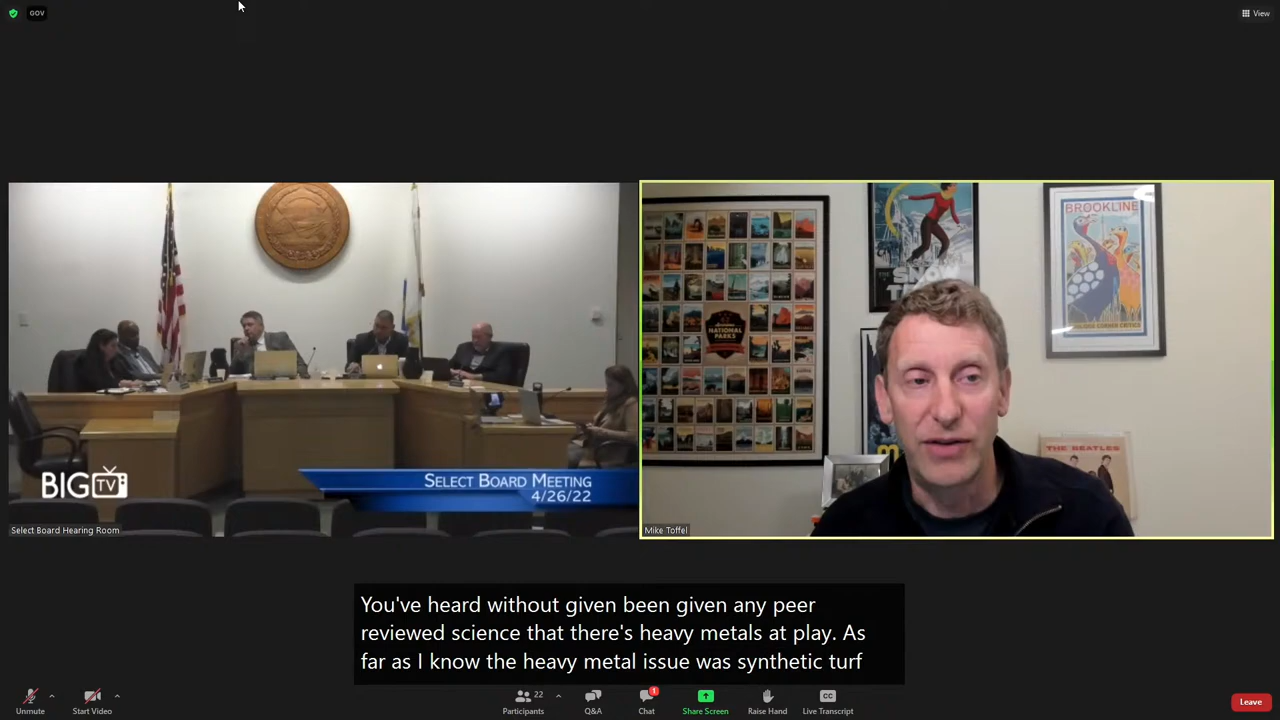 GOV
View
BROOKLINE
SNOW
NATIONAL
PARKS
THE BEATLES
BIG TV
SELECT BOARD MEETING
4/26/22
Select Board Hearing Room
Mike Toffel
You've heard without given been given any peer
reviewed science that there's heavy metals at play. As
far as I know the heavy metal issue was synthetic turf
Unmute
Start Video
Participants
22
Q&A
Chat
1
Share Screen
Raise Hand
CC
Live Transcript
Leave